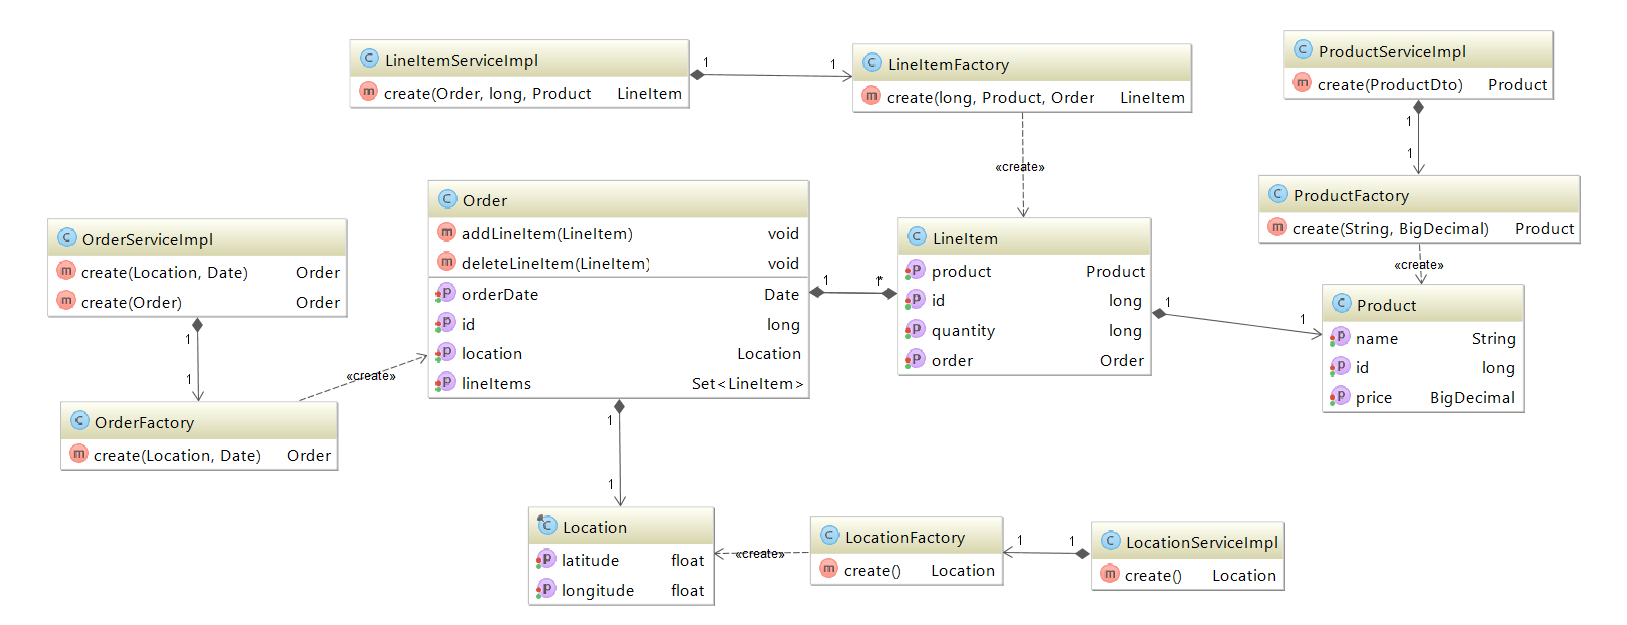 LineItemServiceImpl
create(Order, long, Product LineItem
1 1
LineItemFactory
create(long, Product, Order LineItem
«create»
ProductServiceImpl
create(ProductDto) Product
1
1
ProductFactory
create(String, BigDecimal) Product
«create»
OrderServiceImpl
create(Location, Date) Order
create(Order) Order
1
1
OrderFactory
create(Location, Date) Order
«create»
Order
addLineItem(LineItem) void
deleteLineItem(LineItem) void
orderDate Date
id long
location Location
lineItems Set<LineItem>
1 1*
LineItem
product Product
id long
quantity long
order Order
1 1
Product
name String
id long
price BigDecimal
1
1
Location
latitude float
longitude float
«create»
LocationFactory
create() Location
1 1
LocationServiceImpl
create() Location